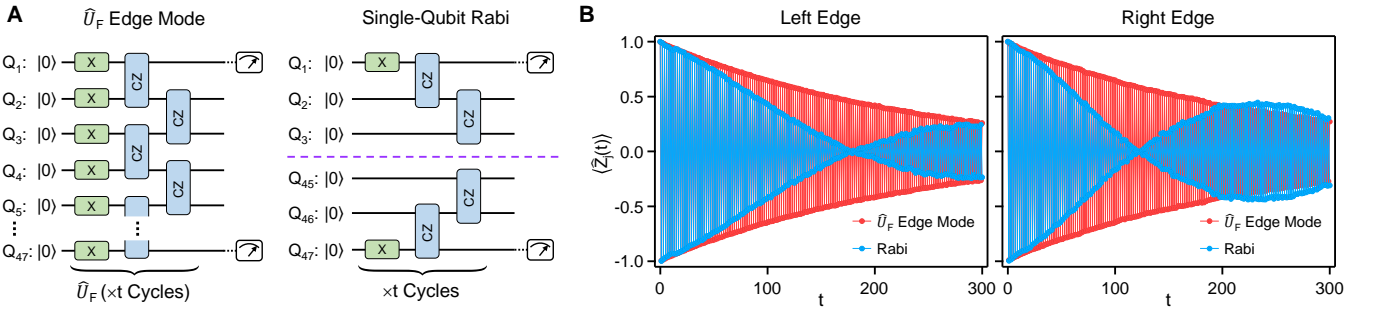 A
Û_F Edge Mode
Q1: |0⟩ X
Q2: |0⟩ X
Q3: |0⟩ X
Q4: |0⟩ X
Q5: |0⟩ X
⋮ ⋮
Q47: |0⟩ X
CZ
CZ
CZ
CZ
Û_F (×t Cycles)
Single-Qubit Rabi
Q1: |0⟩ X
Q2: |0⟩
Q3: |0⟩
Q45: |0⟩
Q46: |0⟩
Q47: |0⟩ X
CZ
CZ
CZ
CZ
×t Cycles
B
Left Edge
Right Edge
⟨Ẑj(t)⟩
1.0
0.5
0.0
-0.5
-1.0
Û_F Edge Mode
Rabi
Û_F Edge Mode
Rabi
0 100 200 300
t
0 100 200 300
t